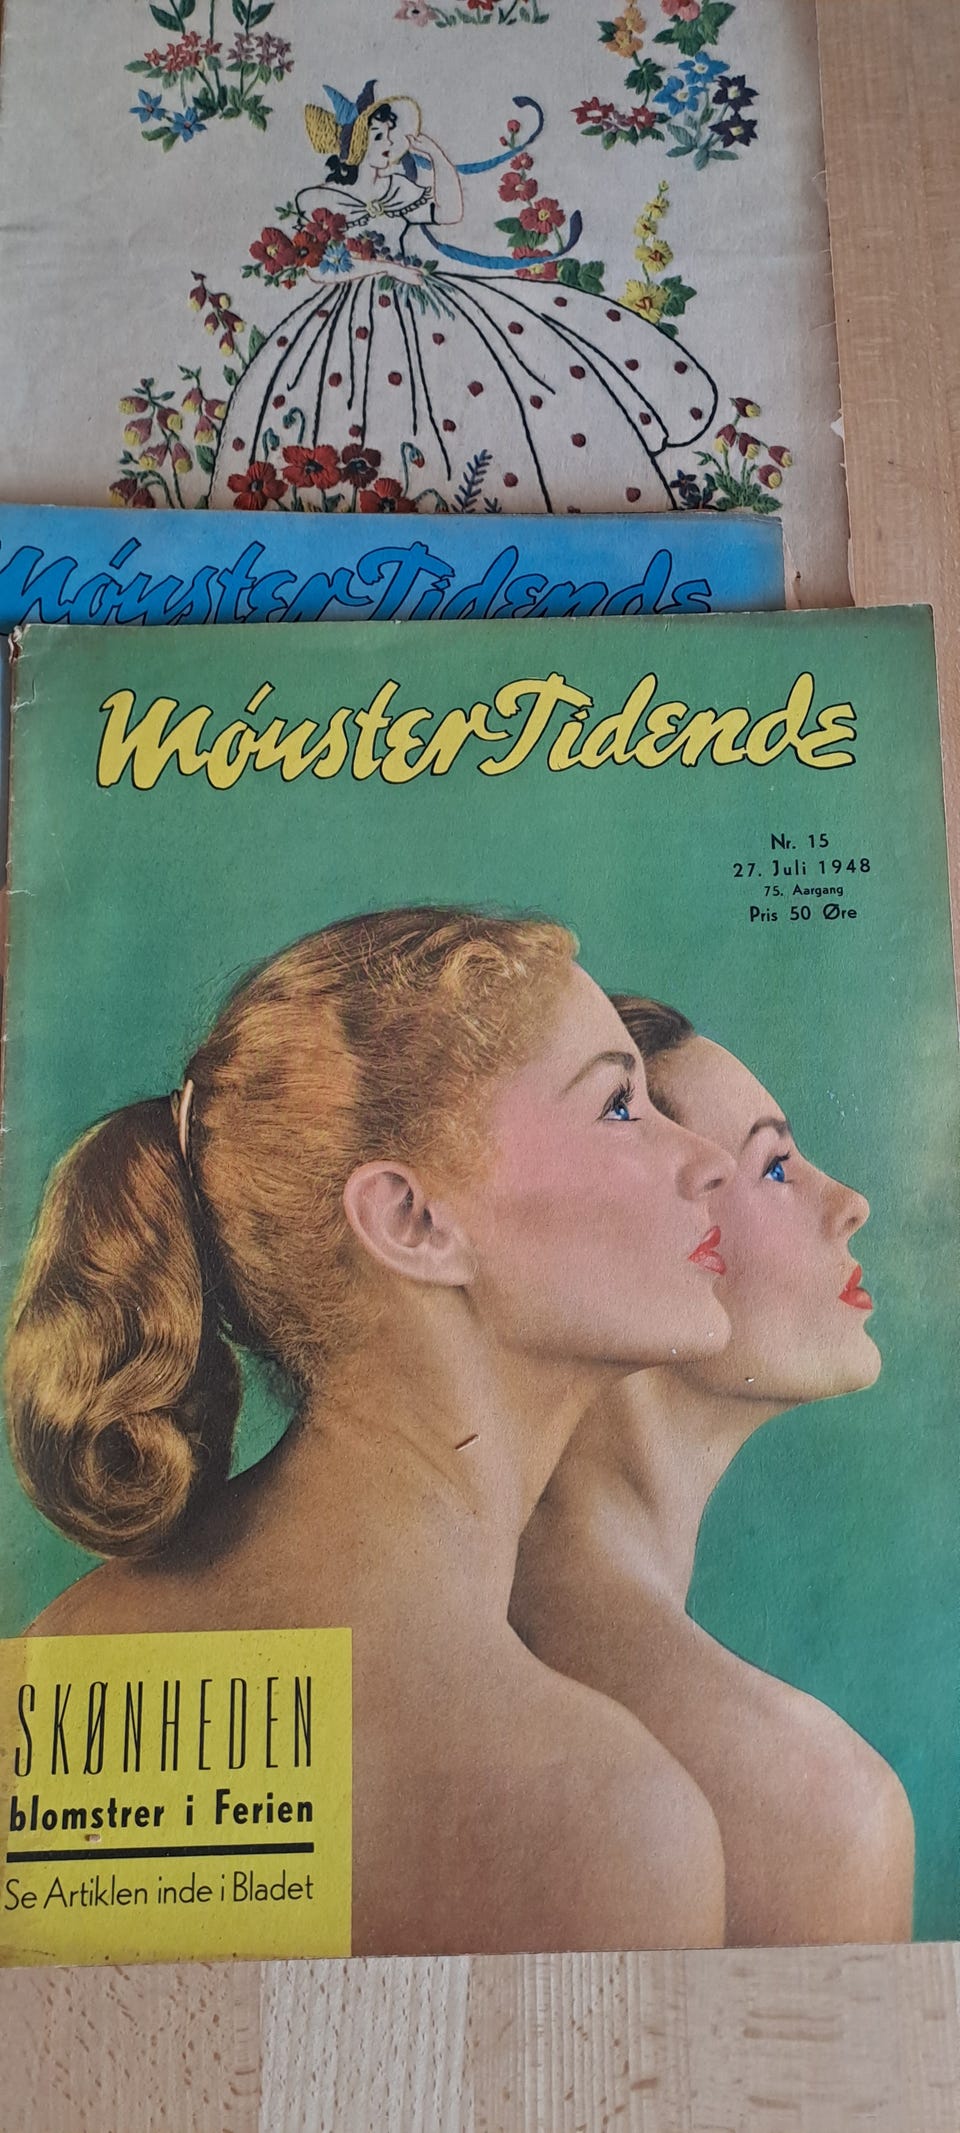 Mønster Tidende
Mønster Tidende
Nr. 15
27. Juli 1948
75. Aargang
Pris 50 Øre
SKØNHEDEN
blomstrer i Ferien
Se Artiklen inde i Bladet